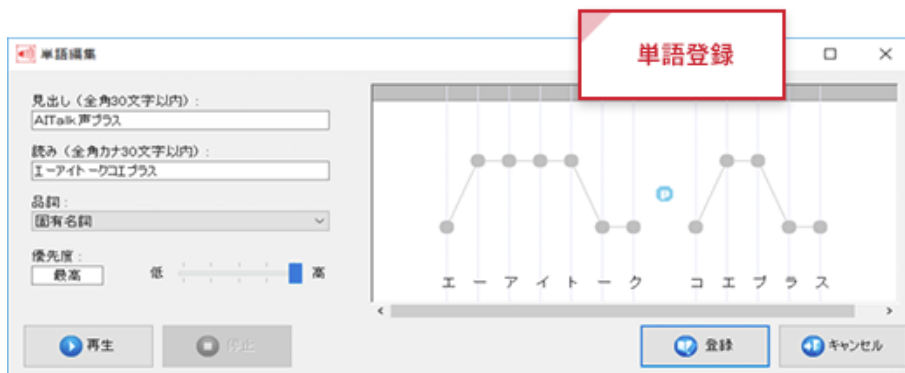 単語登録
単語編集
見出し（全角30文字以内）:
AITalk声プラス
読み（全角カナ30文字以内）:
エーアイトークコエプラス
品詞:
固有名詞
優先度:
最高
低
高
エ ー ア イ ト ー ク コ エ プ ラ ス
再生
停止
登録
キャンセル